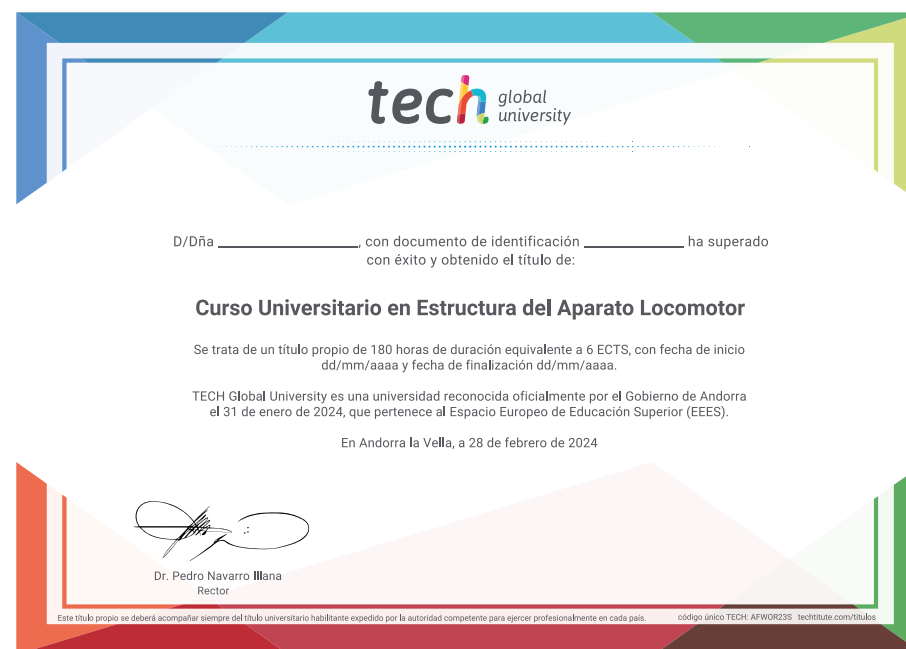 tech global university
D/Dña ____________________, con documento de identificación ______________ ha superado
con éxito y obtenido el título de:
Curso Universitario en Estructura del Aparato Locomotor
Se trata de un título propio de 180 horas de duración equivalente a 6 ECTS, con fecha de inicio
dd/mm/aaaa y fecha de finalización dd/mm/aaaa.
TECH Global University es una universidad reconocida oficialmente por el Gobierno de Andorra
el 31 de enero de 2024, que pertenece al Espacio Europeo de Educación Superior (EEES).
En Andorra la Vella, a 28 de febrero de 2024
Dr. Pedro Navarro Illana
Rector
Este título propio se deberá acompañar siempre del título universitario habilitante expedido por la autoridad competente para ejercer profesionalmente en cada país. código único TECH: AFWOR23S techtitute.com/titulos